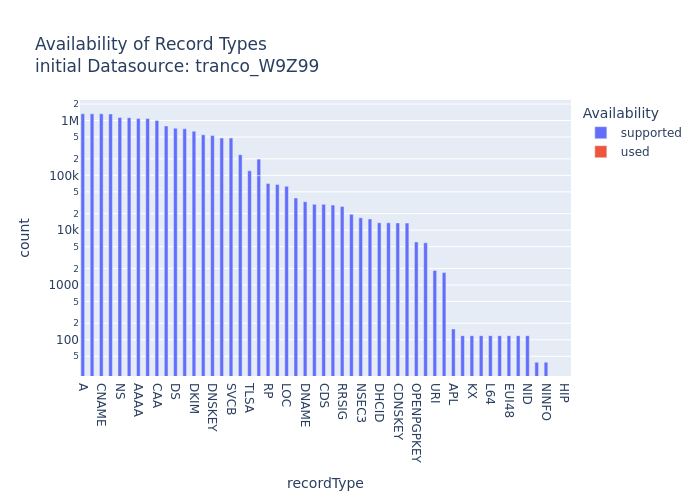 Availability of Record Types
initial Datasource: tranco_W9Z99
2
1M
5
2
100k
5
2
10k
5
2
1000
5
2
100
5
count
A
CNAME
NS
AAAA
CAA
DS
DKIM
DNSKEY
SVCB
TLSA
RP
LOC
DNAME
CDS
RRSIG
NSEC3
DHCID
CDNSKEY
OPENPGPKEY
URI
APL
KX
L64
EUI48
NID
NINFO
HIP
recordType
Availability
supported
used